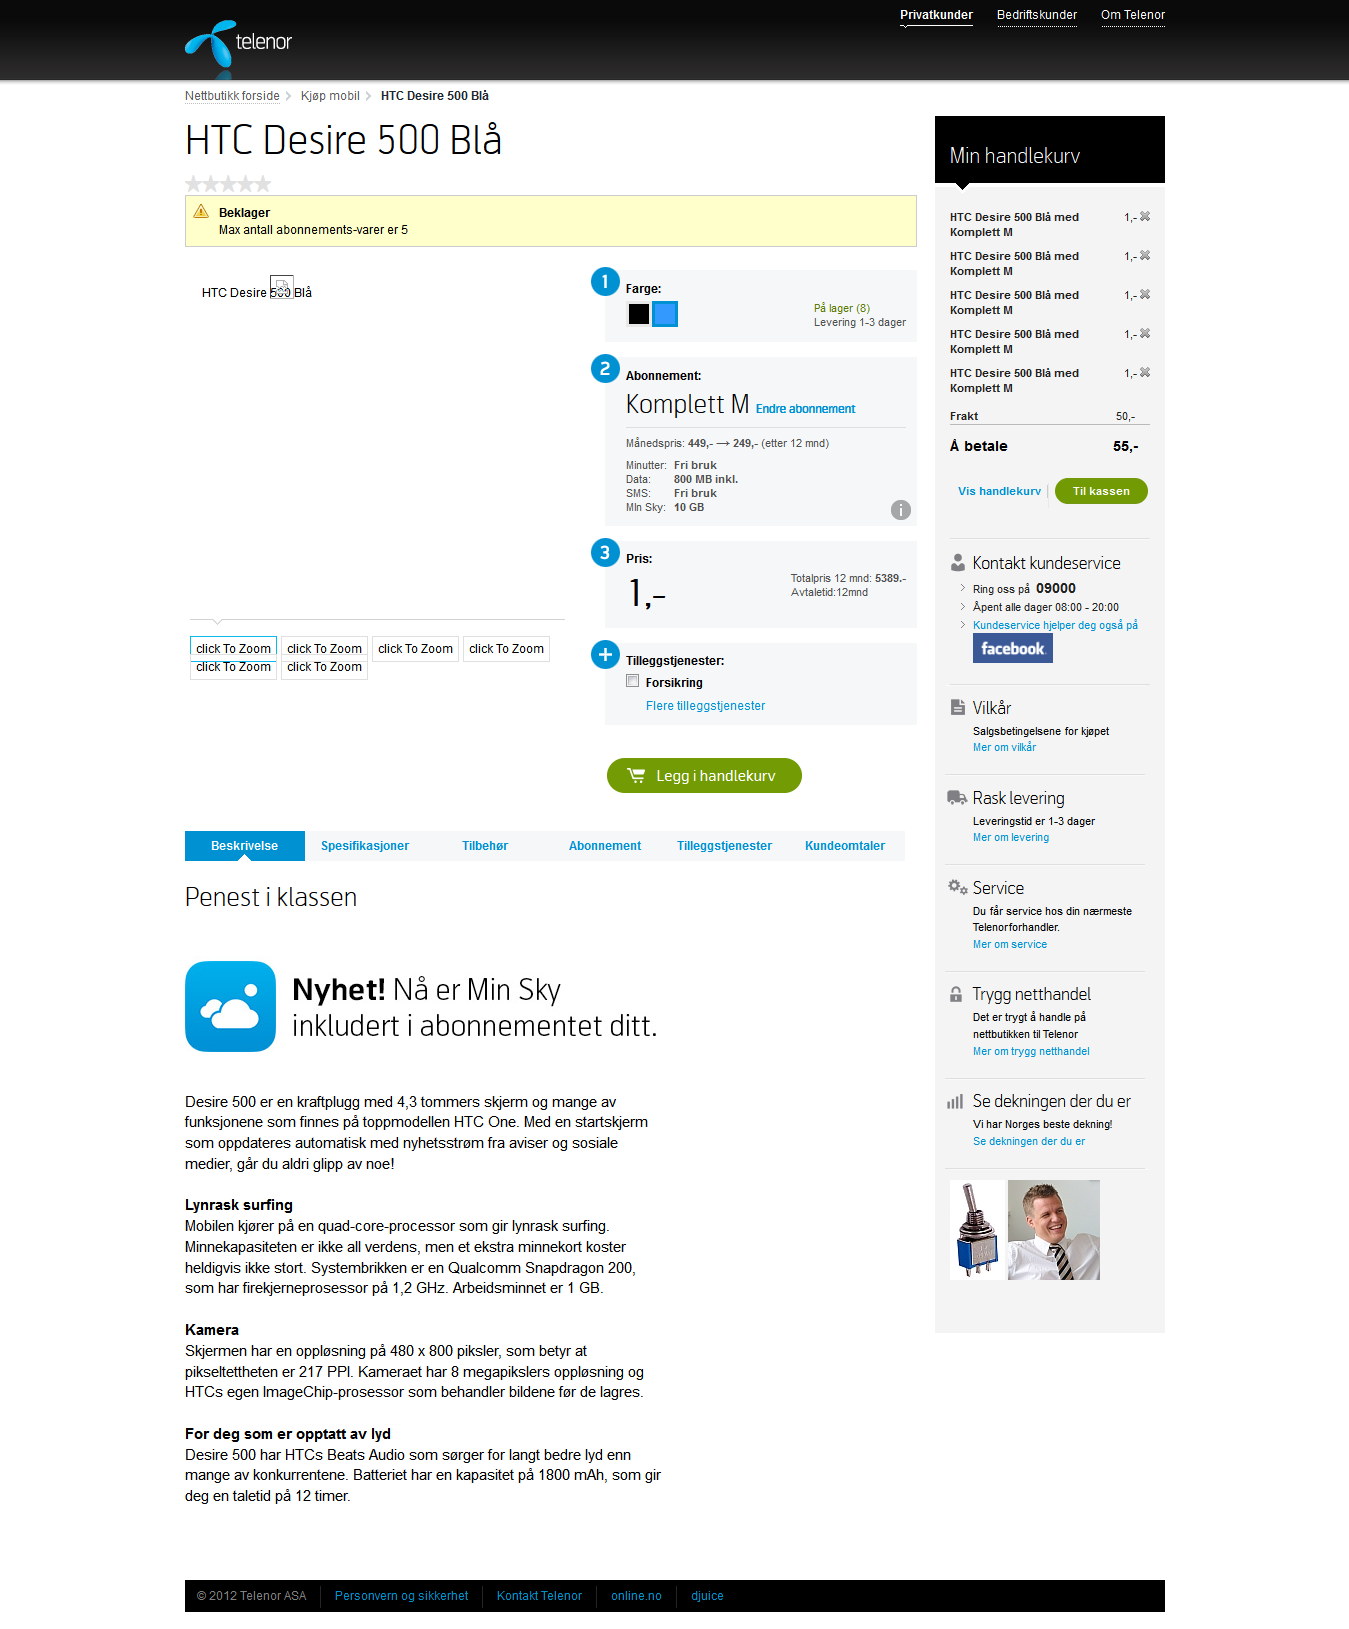 Privatkunder Bedriftskunder Om Telenor
telenor
Nettbutikk forside Kjøp mobil HTC Desire 500 Blå
HTC Desire 500 Blå
Beklager
Max antall abonnements-varer er 5
HTC Desire 500 Blå
click To Zoom click To Zoom click To Zoom click To Zoom
click To Zoom click To Zoom
1
Farge:
På lager (8)
Levering 1-3 dager
2
Abonnement:
Komplett M Endre abonnement
Månedspris: 449,- → 249,- (etter 12 mnd)
Minutter: Fri bruk
Data: 800 MB inkl.
SMS: Fri bruk
MIn Sky: 10 GB
i
3
Pris:
1,–
Totalpris 12 mnd: 5389.-
Avtaletid:12mnd
+
Tilleggstjenester:
Forsikring
Flere tilleggstjenester
Legg i handlekurv
Min handlekurv
HTC Desire 500 Blå med 1,-
Komplett M
HTC Desire 500 Blå med 1,-
Komplett M
HTC Desire 500 Blå med 1,-
Komplett M
HTC Desire 500 Blå med 1,-
Komplett M
HTC Desire 500 Blå med 1,-
Komplett M
Frakt 50,-
Å betale 55,-
Vis handlekurv | Til kassen
Kontakt kundeservice
Ring oss på 09000
Åpent alle dager 08:00 - 20:00
Kundeservice hjelper deg også på
facebook.
Vilkår
Salgsbetingelsene for kjøpet
Mer om vilkår
Rask levering
Leveringstid er 1-3 dager
Mer om levering
Service
Du får service hos din nærmeste
Telenorforhandler.
Mer om service
Trygg netthandel
Det er trygt å handle på
nettbutikken til Telenor
Mer om trygg netthandel
Se dekningen der du er
Vi har Norges beste dekning!
Se dekningen der du er
Beskrivelse Spesifikasjoner Tilbehør Abonnement Tilleggstjenester Kundeomtaler
Penest i klassen
Nyhet! Nå er Min Sky
inkludert i abonnementet ditt.
Desire 500 er en kraftplugg med 4,3 tommers skjerm og mange av
funksjonene som finnes på toppmodellen HTC One. Med en startskjerm
som oppdateres automatisk med nyhetsstrøm fra aviser og sosiale
medier, går du aldri glipp av noe!
Lynrask surfing
Mobilen kjører på en quad-core-processor som gir lynrask surfing.
Minnekapasiteten er ikke all verdens, men et ekstra minnekort koster
heldigvis ikke stort. Systembrikken er en Qualcomm Snapdragon 200,
som har firekjerneprosessor på 1,2 GHz. Arbeidsminnet er 1 GB.
Kamera
Skjermen har en oppløsning på 480 x 800 piksler, som betyr at
pikseltettheten er 217 PPI. Kameraet har 8 megapikslers oppløsning og
HTCs egen ImageChip-prosessor som behandler bildene før de lagres.
For deg som er opptatt av lyd
Desire 500 har HTCs Beats Audio som sørger for langt bedre lyd enn
mange av konkurrentene. Batteriet har en kapasitet på 1800 mAh, som gir
deg en taletid på 12 timer.
© 2012 Telenor ASA Personvern og sikkerhet Kontakt Telenor online.no djuice